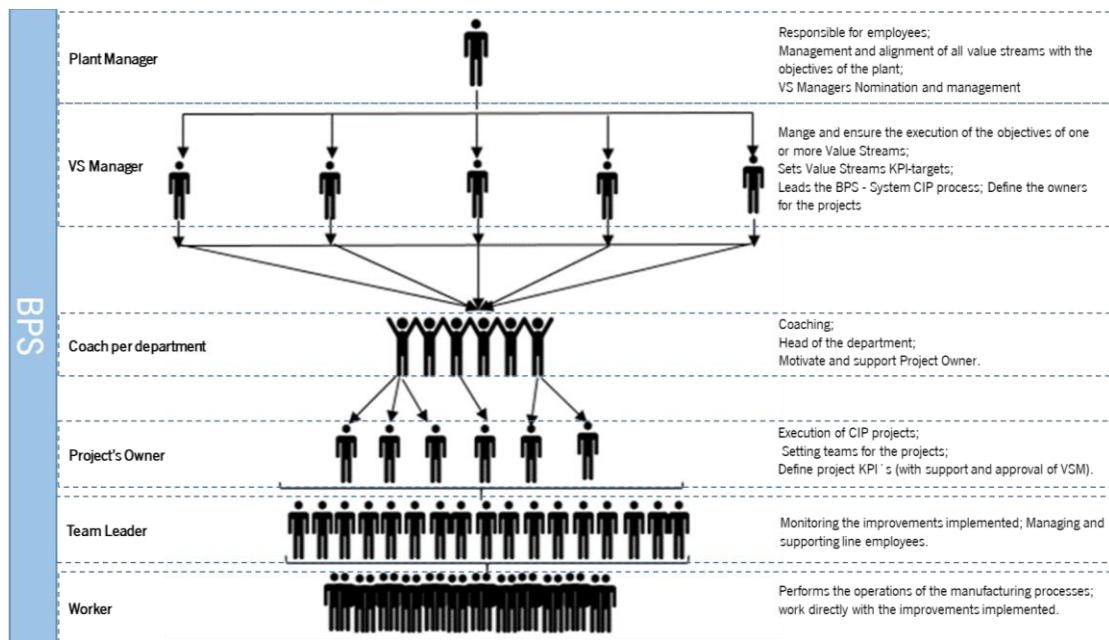 BPS
Plant Manager
Responsible for employees;
Management and alignment of all value streams with the
objectives of the plant;
VS Managers Nomination and management
VS Manager
Mange and ensure the execution of the objectives of one
or more Value Streams;
Sets Value Streams KPI-targets;
Leads the BPS - System CIP process; Define the owners
for the projects
Coach per department
Coaching;
Head of the department;
Motivate and support Project Owner.
Project's Owner
Execution of CIP projects;
Setting teams for the projects;
Define project KPI´s (with support and approval of VSM).
Team Leader
Monitoring the improvements implemented; Managing and
supporting line employees.
Worker
Performs the operations of the manufacturing processes;
work directly with the improvements implemented.